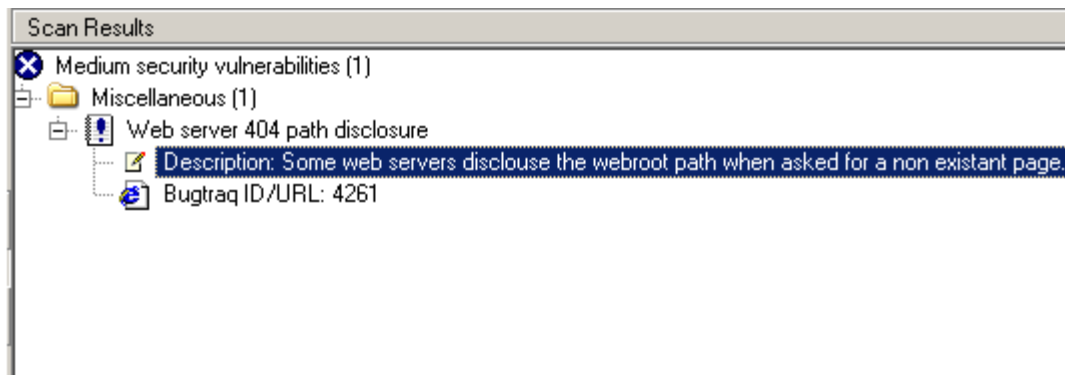 Scan Results
Medium security vulnerabilities (1)
Miscellaneous (1)
Web server 404 path disclosure
Description: Some web servers disclouse the webroot path when asked for a non existant page.
Bugtraq ID/URL: 4261